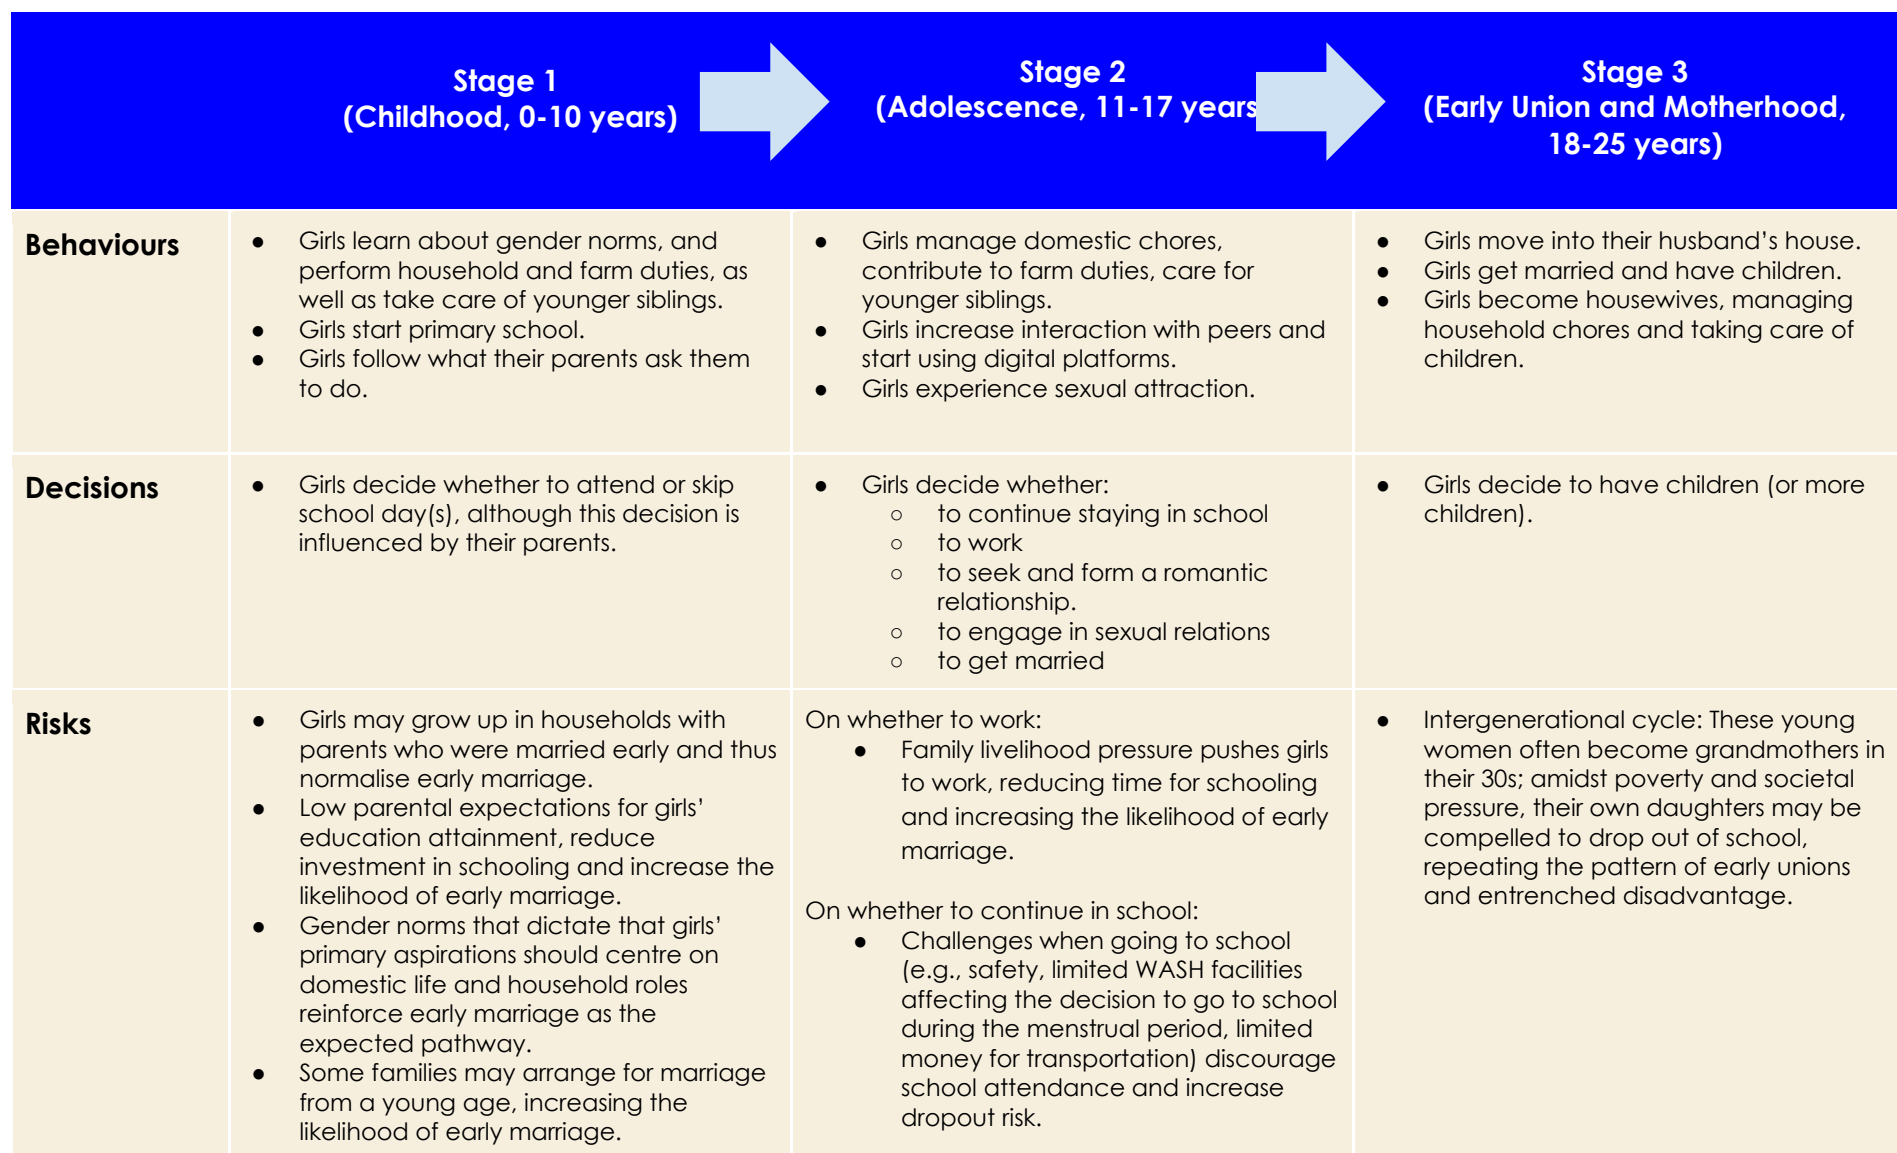 Stage 1
(Childhood, 0-10 years)
Stage 2
(Adolescence, 11-17 years
Stage 3
(Early Union and Motherhood,
18-25 years)
Behaviours
● Girls learn about gender norms, and
perform household and farm duties, as
well as take care of younger siblings.
● Girls start primary school.
● Girls follow what their parents ask them
to do.
● Girls manage domestic chores,
contribute to farm duties, care for
younger siblings.
● Girls increase interaction with peers and
start using digital platforms.
● Girls experience sexual attraction.
● Girls move into their husband’s house.
● Girls get married and have children.
● Girls become housewives, managing
household chores and taking care of
children.
Decisions
● Girls decide whether to attend or skip
school day(s), although this decision is
influenced by their parents.
● Girls decide whether:
○ to continue staying in school
○ to work
○ to seek and form a romantic
relationship.
○ to engage in sexual relations
○ to get married
● Girls decide to have children (or more
children).
Risks
● Girls may grow up in households with
parents who were married early and thus
normalise early marriage.
● Low parental expectations for girls’
education attainment, reduce
investment in schooling and increase the
likelihood of early marriage.
● Gender norms that dictate that girls’
primary aspirations should centre on
domestic life and household roles
reinforce early marriage as the
expected pathway.
● Some families may arrange for marriage
from a young age, increasing the
likelihood of early marriage.
On whether to work:
● Family livelihood pressure pushes girls
to work, reducing time for schooling
and increasing the likelihood of early
marriage.
On whether to continue in school:
● Challenges when going to school
(e.g., safety, limited WASH facilities
affecting the decision to go to school
during the menstrual period, limited
money for transportation) discourage
school attendance and increase
dropout risk.
● Intergenerational cycle: These young
women often become grandmothers in
their 30s; amidst poverty and societal
pressure, their own daughters may be
compelled to drop out of school,
repeating the pattern of early unions
and entrenched disadvantage.